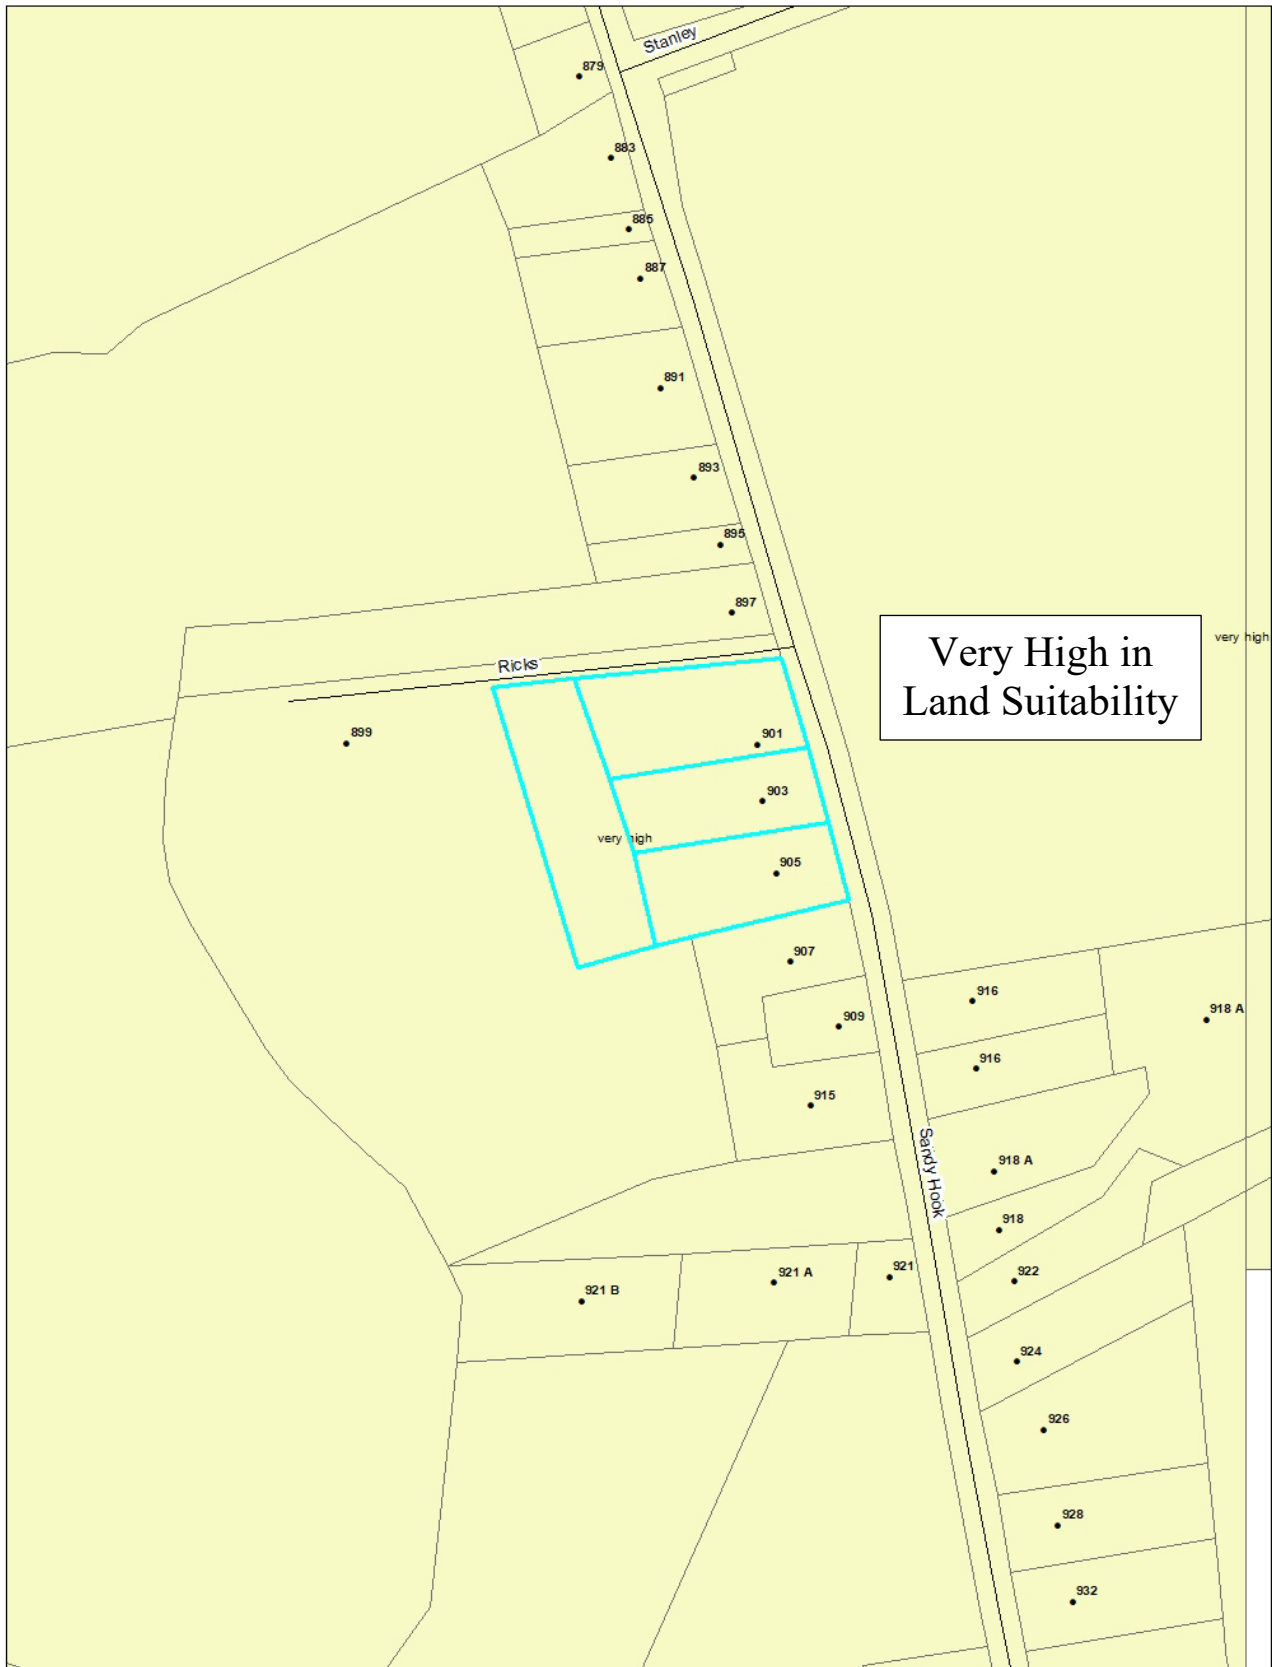 Stanley
879
883
885
887
891
893
895
897
Very High in
Land Suitability
very high
Ricks
899
901
903
very high
905
907
916
918 A
909
916
915
Sandy Hook
918 A
918
921 B
921 A
921
922
924
926
928
932